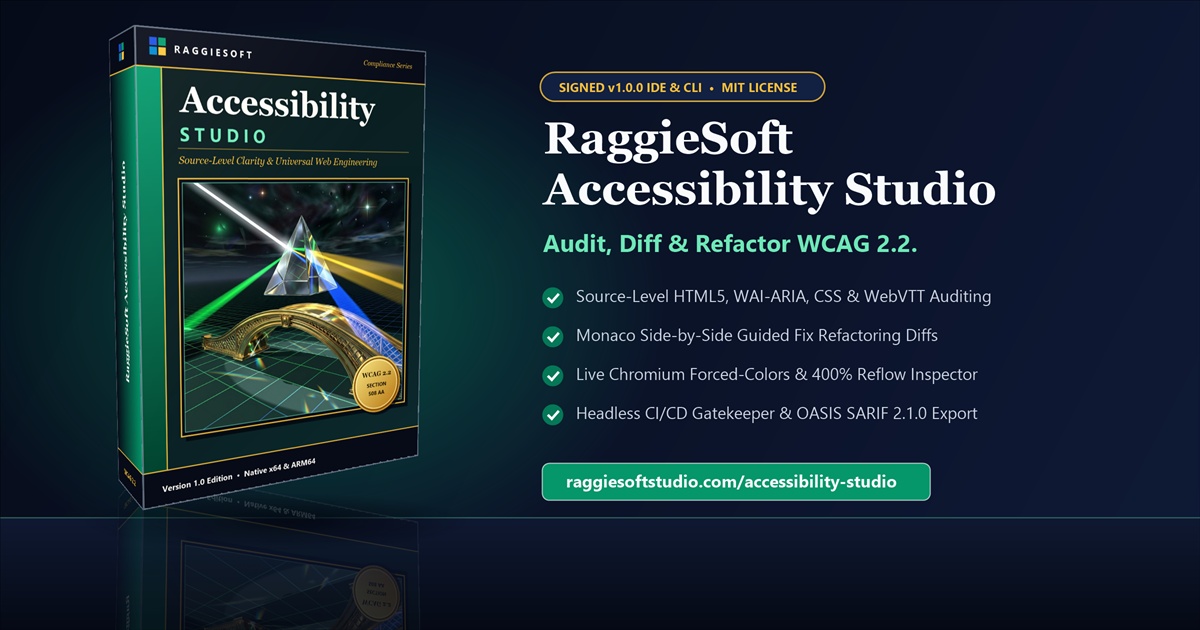 RAGGIESOFT
Compliance Series
Accessibility
STUDIO
Source-Level Clarity & Universal Web Engineering
RaggieSoft Accessibility Studio
WCAG 2.2
SECTION
508 AA
Version 1.0 Edition • Native x64 & ARM64
SIGNED v1.0.0 IDE & CLI • MIT LICENSE
RaggieSoft
Accessibility Studio
Audit, Diff & Refactor WCAG 2.2.
Source-Level HTML5, WAI-ARIA, CSS & WebVTT Auditing
Monaco Side-by-Side Guided Fix Refactoring Diffs
Live Chromium Forced-Colors & 400% Reflow Inspector
Headless CI/CD Gatekeeper & OASIS SARIF 2.1.0 Export
raggiesoftstudio.com/accessibility-studio